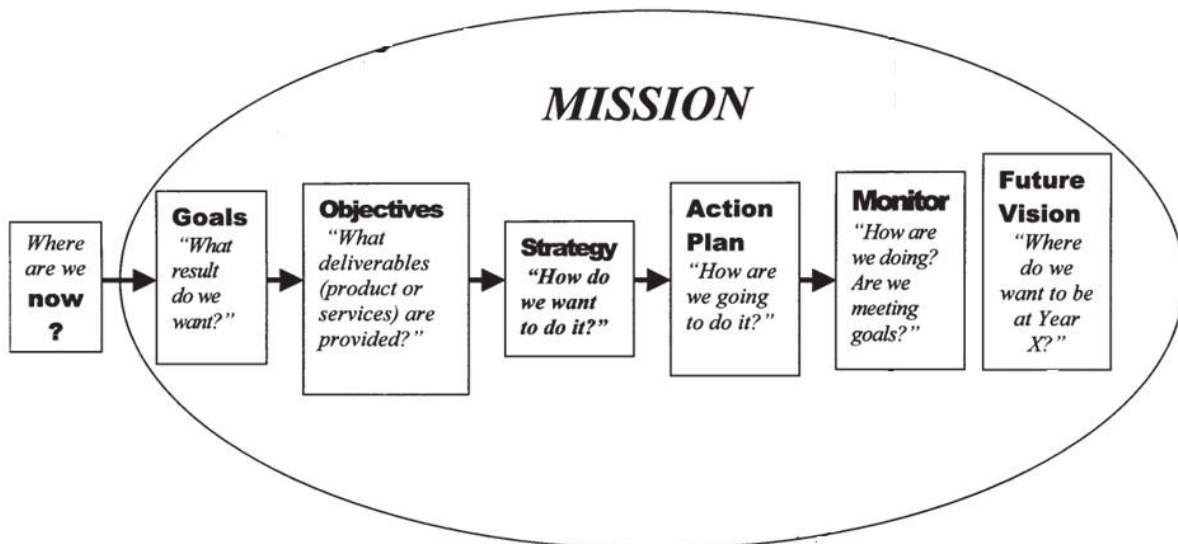 MISSION
Where
are we
now
?
Goals
“What
result
do we
want?”
Objectives
“What
deliverables
(product or
services) are
provided?”
Strategy
“How do
we want
to do it?”
Action
Plan
“How are
we going
to do it?”
Monitor
“How are
we doing?
Are we
meeting
goals?”
Future
Vision
“Where
do we
want to be
at Year
X?”